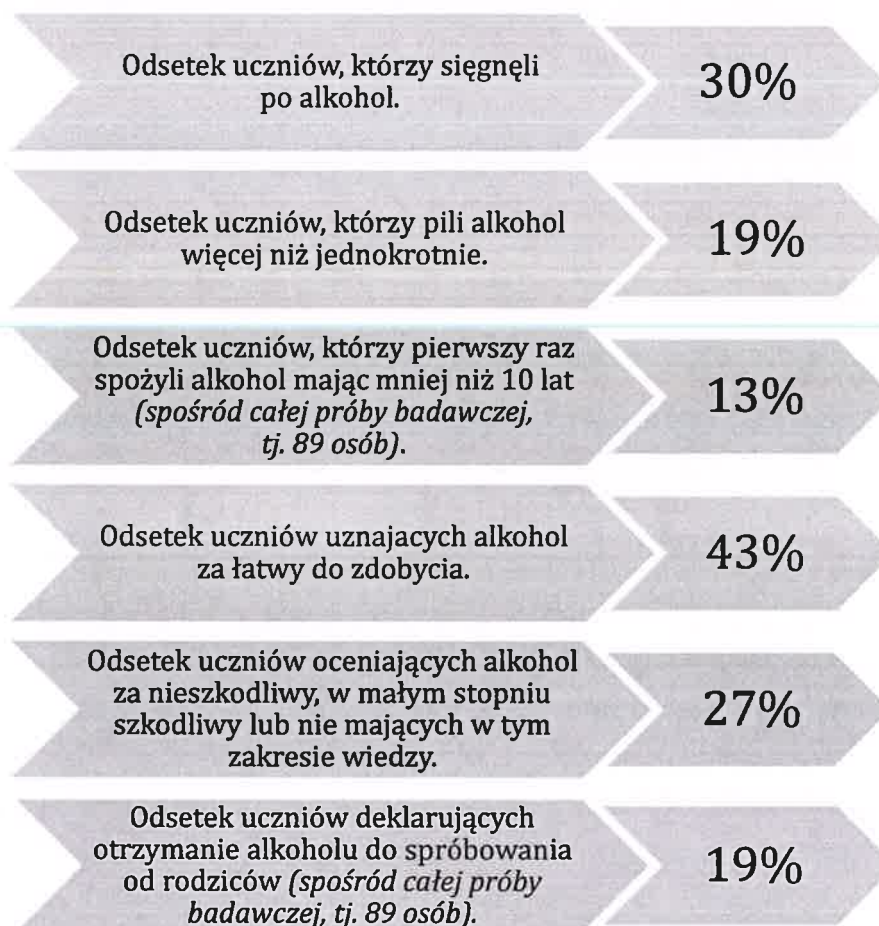 Odsetek uczniów, którzy sięgnęli
po alkohol.
30%
Odsetek uczniów, którzy pili alkohol
więcej niż jednokrotnie.
19%
Odsetek uczniów, którzy pierwszy raz
spożyli alkohol mając mniej niż 10 lat
(spośród całej próby badawczej,
tj. 89 osób).
13%
Odsetek uczniów uznajacych alkohol
za łatwy do zdobycia.
43%
Odsetek uczniów oceniających alkohol
za nieszkodliwy, w małym stopniu
szkodliwy lub nie mających w tym
zakresie wiedzy.
27%
Odsetek uczniów deklarujących
otrzymanie alkoholu do spróbowania
od rodziców (spośród całej próby
badawczej, tj. 89 osób).
19%